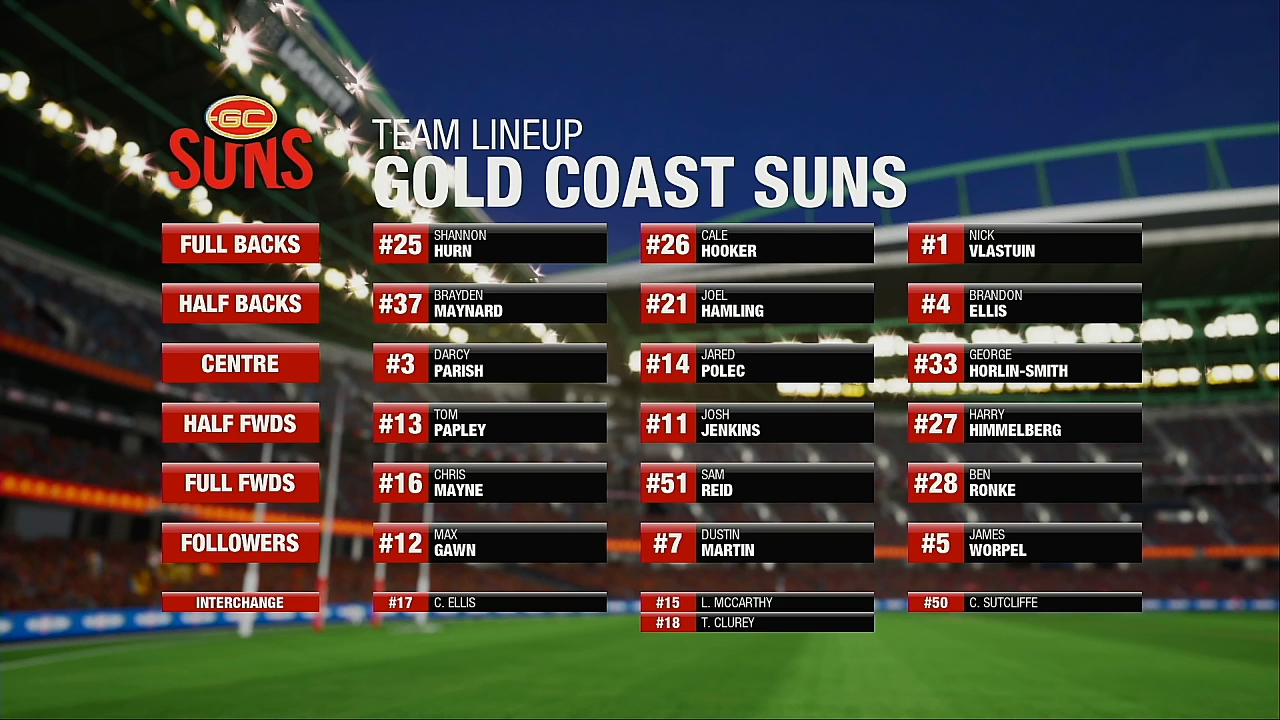 GC
SUNS
TEAM LINEUP
GOLD COAST SUNS
FULL BACKS
#25 SHANNON HURN
#26 CALE HOOKER
#1 NICK VLASTUIN
HALF BACKS
#37 BRAYDEN MAYNARD
#21 JOEL HAMLING
#4 BRANDON ELLIS
CENTRE
#3 DARCY PARISH
#14 JARED POLEC
#33 GEORGE HORLIN-SMITH
HALF FWDS
#13 TOM PAPLEY
#11 JOSH JENKINS
#27 HARRY HIMMELBERG
FULL FWDS
#16 CHRIS MAYNE
#51 SAM REID
#28 BEN RONKE
FOLLOWERS
#12 MAX GAWN
#7 DUSTIN MARTIN
#5 JAMES WORPEL
INTERCHANGE
#17 C. ELLIS
#15 L. MCCARTHY
#50 C. SUTCLIFFE
#18 T. CLUREY